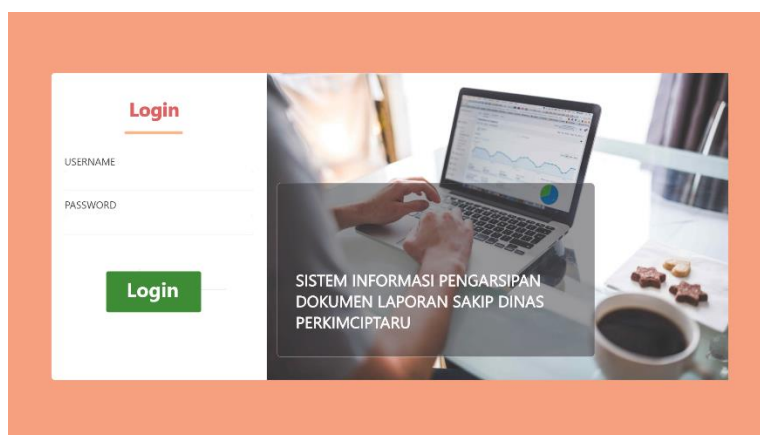 Login
USERNAME
PASSWORD
Login
SISTEM INFORMASI PENGARSIPAN
DOKUMEN LAPORAN SAKIP DINAS
PERKIMCIPTARU